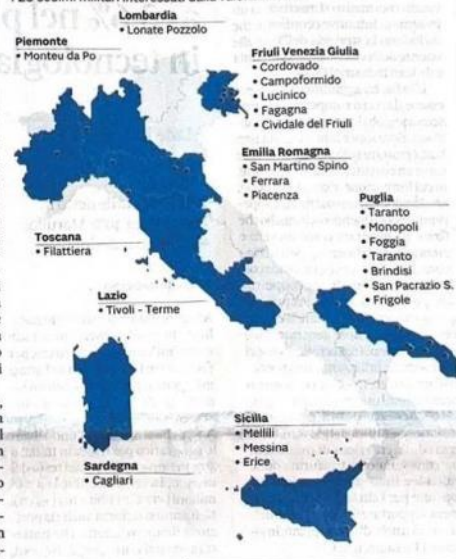 Lombardia
• Lonate Pozzolo
Piemonte
• Monteu da Po
Friuli Venezia Giulia
• Cordovado
• Campoformido
• Lucinico
• Fagagna
• Cividale del Friuli
Emilia Romagna
• San Martino Spino
• Ferrara
• Piacenza
Puglia
• Taranto
• Monopoli
• Foggia
• Taranto
• Brindisi
• San Pacrazio S.
• Frigole
Toscana
• Filattiera
Lazio
• Tivoli - Terme
Sicilia
• Mellili
• Messina
• Erice
Sardegna
• Cagliari